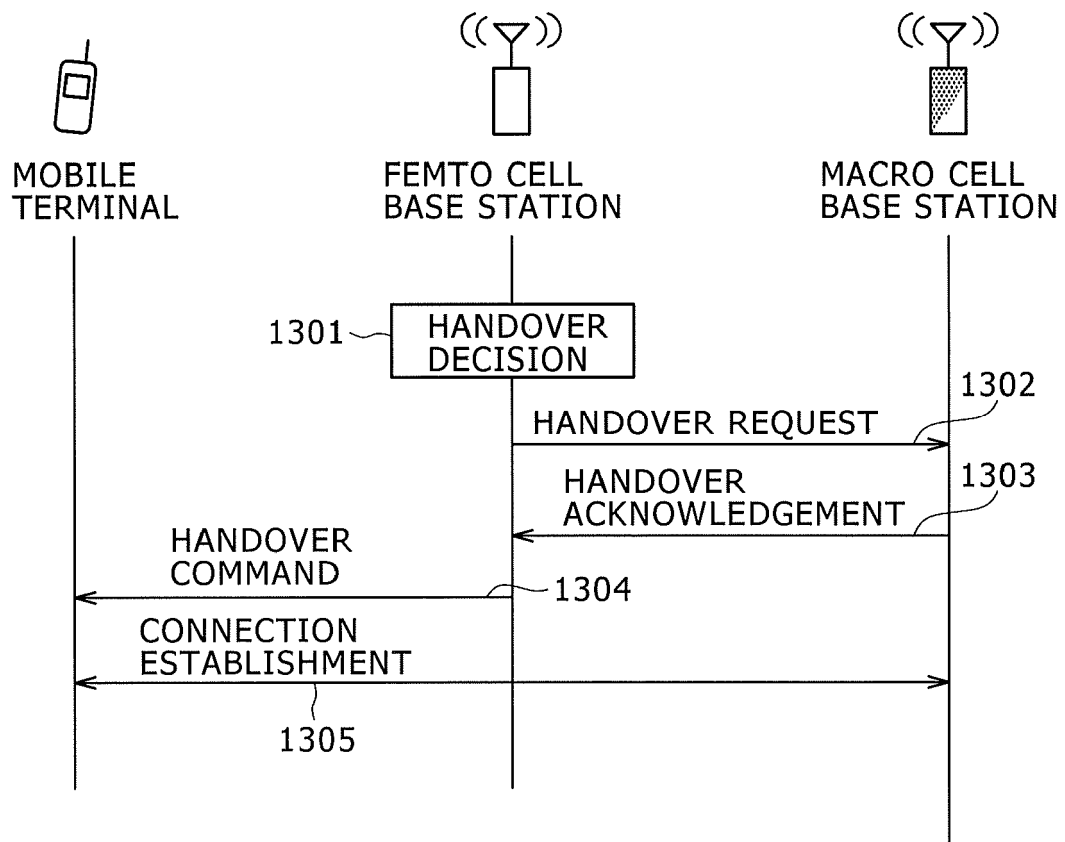 MOBILE
TERMINAL
FEMTO CELL
BASE STATION
MACRO CELL
BASE STATION
1301
HANDOVER
DECISION
1302
HANDOVER REQUEST
1303
HANDOVER
ACKNOWLEDGEMENT
HANDOVER
COMMAND
1304
CONNECTION
ESTABLISHMENT
1305